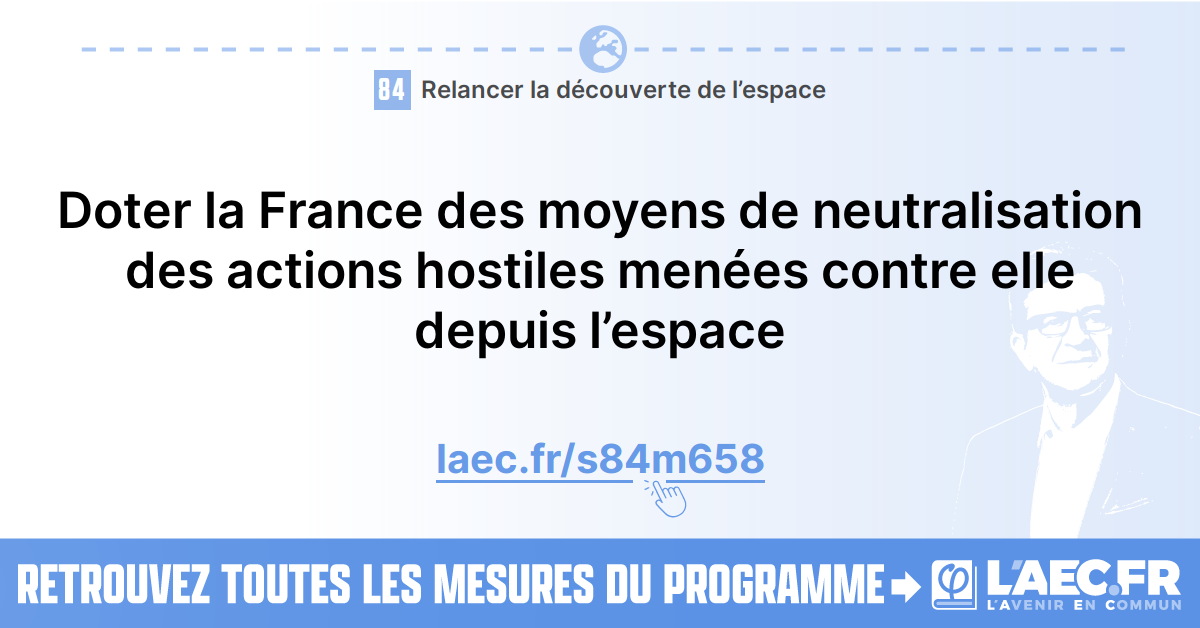 84 Relancer la découverte de l’espace
Doter la France des moyens de neutralisation
des actions hostiles menées contre elle
depuis l’espace
laec.fr/s84m658
RETROUVEZ TOUTES LES MESURES DU PROGRAMME
φ L’AEC.FR
L’AVENIR EN COMMUN